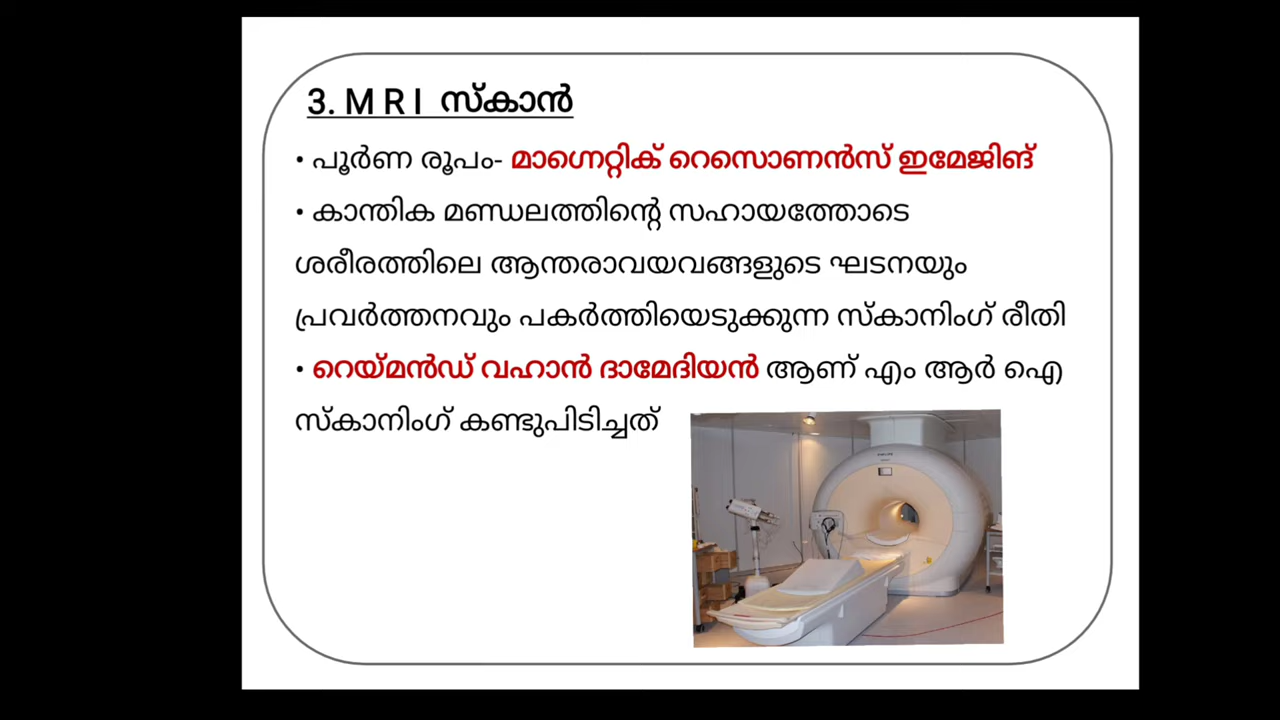 3. M R I സ്കാൻ
• പൂർണ രൂപം- മാഗ്നെറ്റിക് റെസൊണൻസ് ഇമേജിങ്
• കാന്തിക മണ്ഡലത്തിന്റെ സഹായത്തോടെ
ശരീരത്തിലെ ആന്തരാവയവങ്ങളുടെ ഘടനയും
പ്രവർത്തനവും പകർത്തിയെടുക്കുന്ന സ്കാനിംഗ് രീതി
• റെയ്മൻഡ് വഹാൻ ദാമേദിയൻ ആണ് എം ആർ ഐ
സ്കാനിംഗ് കണ്ടുപിടിച്ചത്
PHILIPS